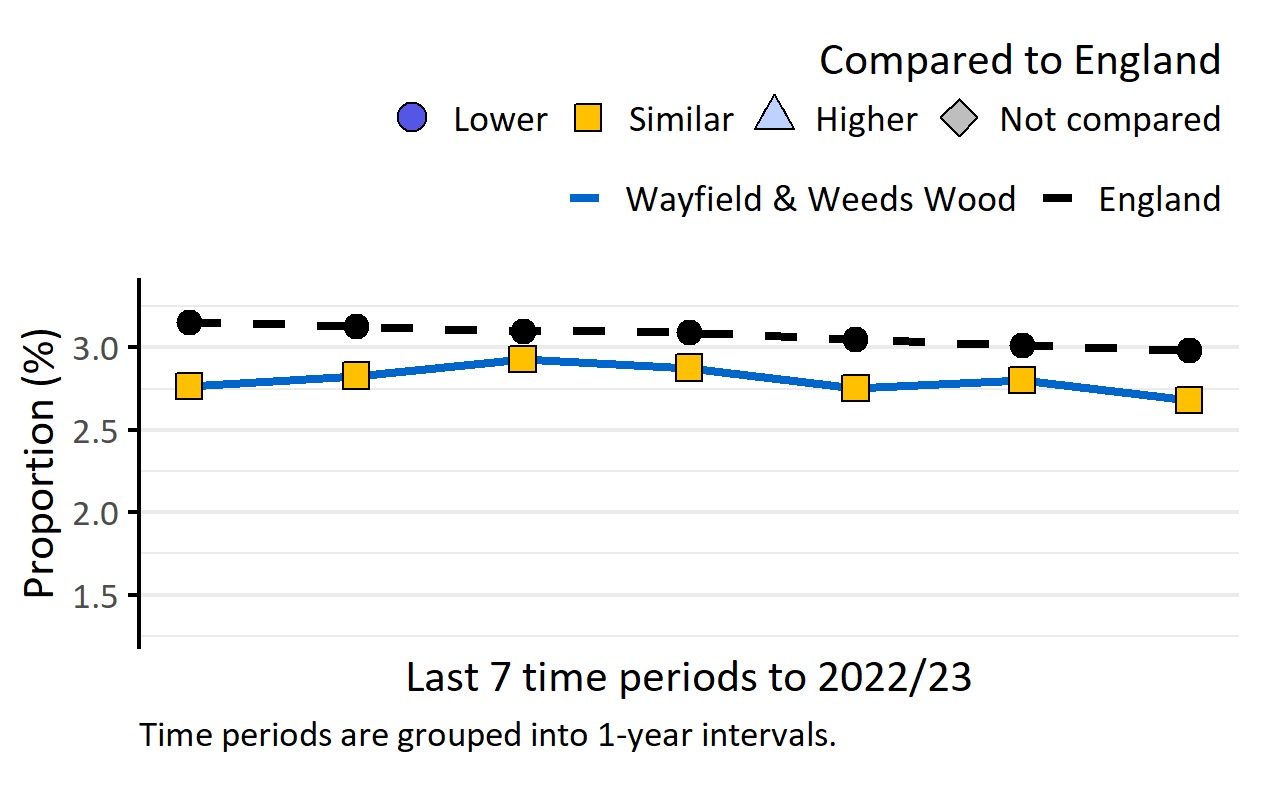 Compared to England
Lower Similar Higher Not compared
Wayfield & Weeds Wood England
Proportion (%)
3.0
2.5
2.0
1.5
Last 7 time periods to 2022/23
Time periods are grouped into 1-year intervals.